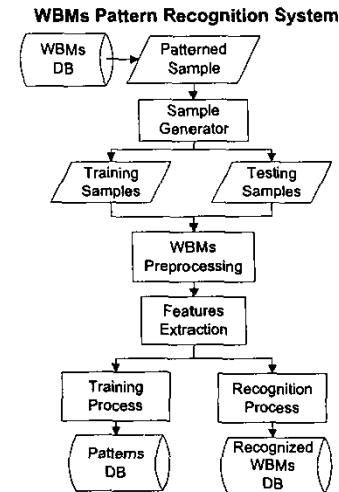 WBMs Pattern Recognition System
WBMs
DB
Patterned
Sample
Sample
Generator
Training
Samples
Testing
Samples
WBMs
Preprocessing
Features
Extraction
Training
Process
Recognition
Process
Patterns
DB
Recognized
WBMs
DB